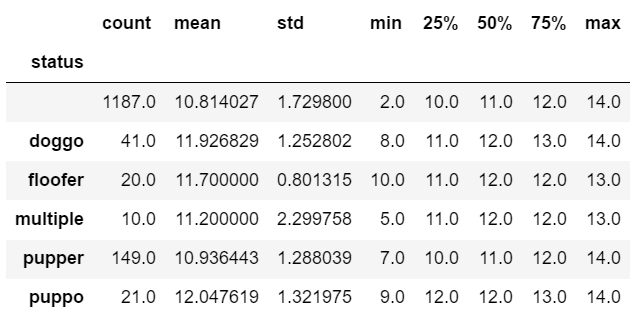 count mean std min 25% 50% 75% max
status
1187.0 10.814027 1.729800 2.0 10.0 11.0 12.0 14.0
doggo 41.0 11.926829 1.252802 8.0 11.0 12.0 13.0 14.0
floofer 20.0 11.700000 0.801315 10.0 11.0 12.0 12.0 13.0
multiple 10.0 11.200000 2.299758 5.0 11.0 12.0 12.0 13.0
pupper 149.0 10.936443 1.288039 7.0 10.0 11.0 12.0 14.0
puppo 21.0 12.047619 1.321975 9.0 12.0 12.0 13.0 14.0